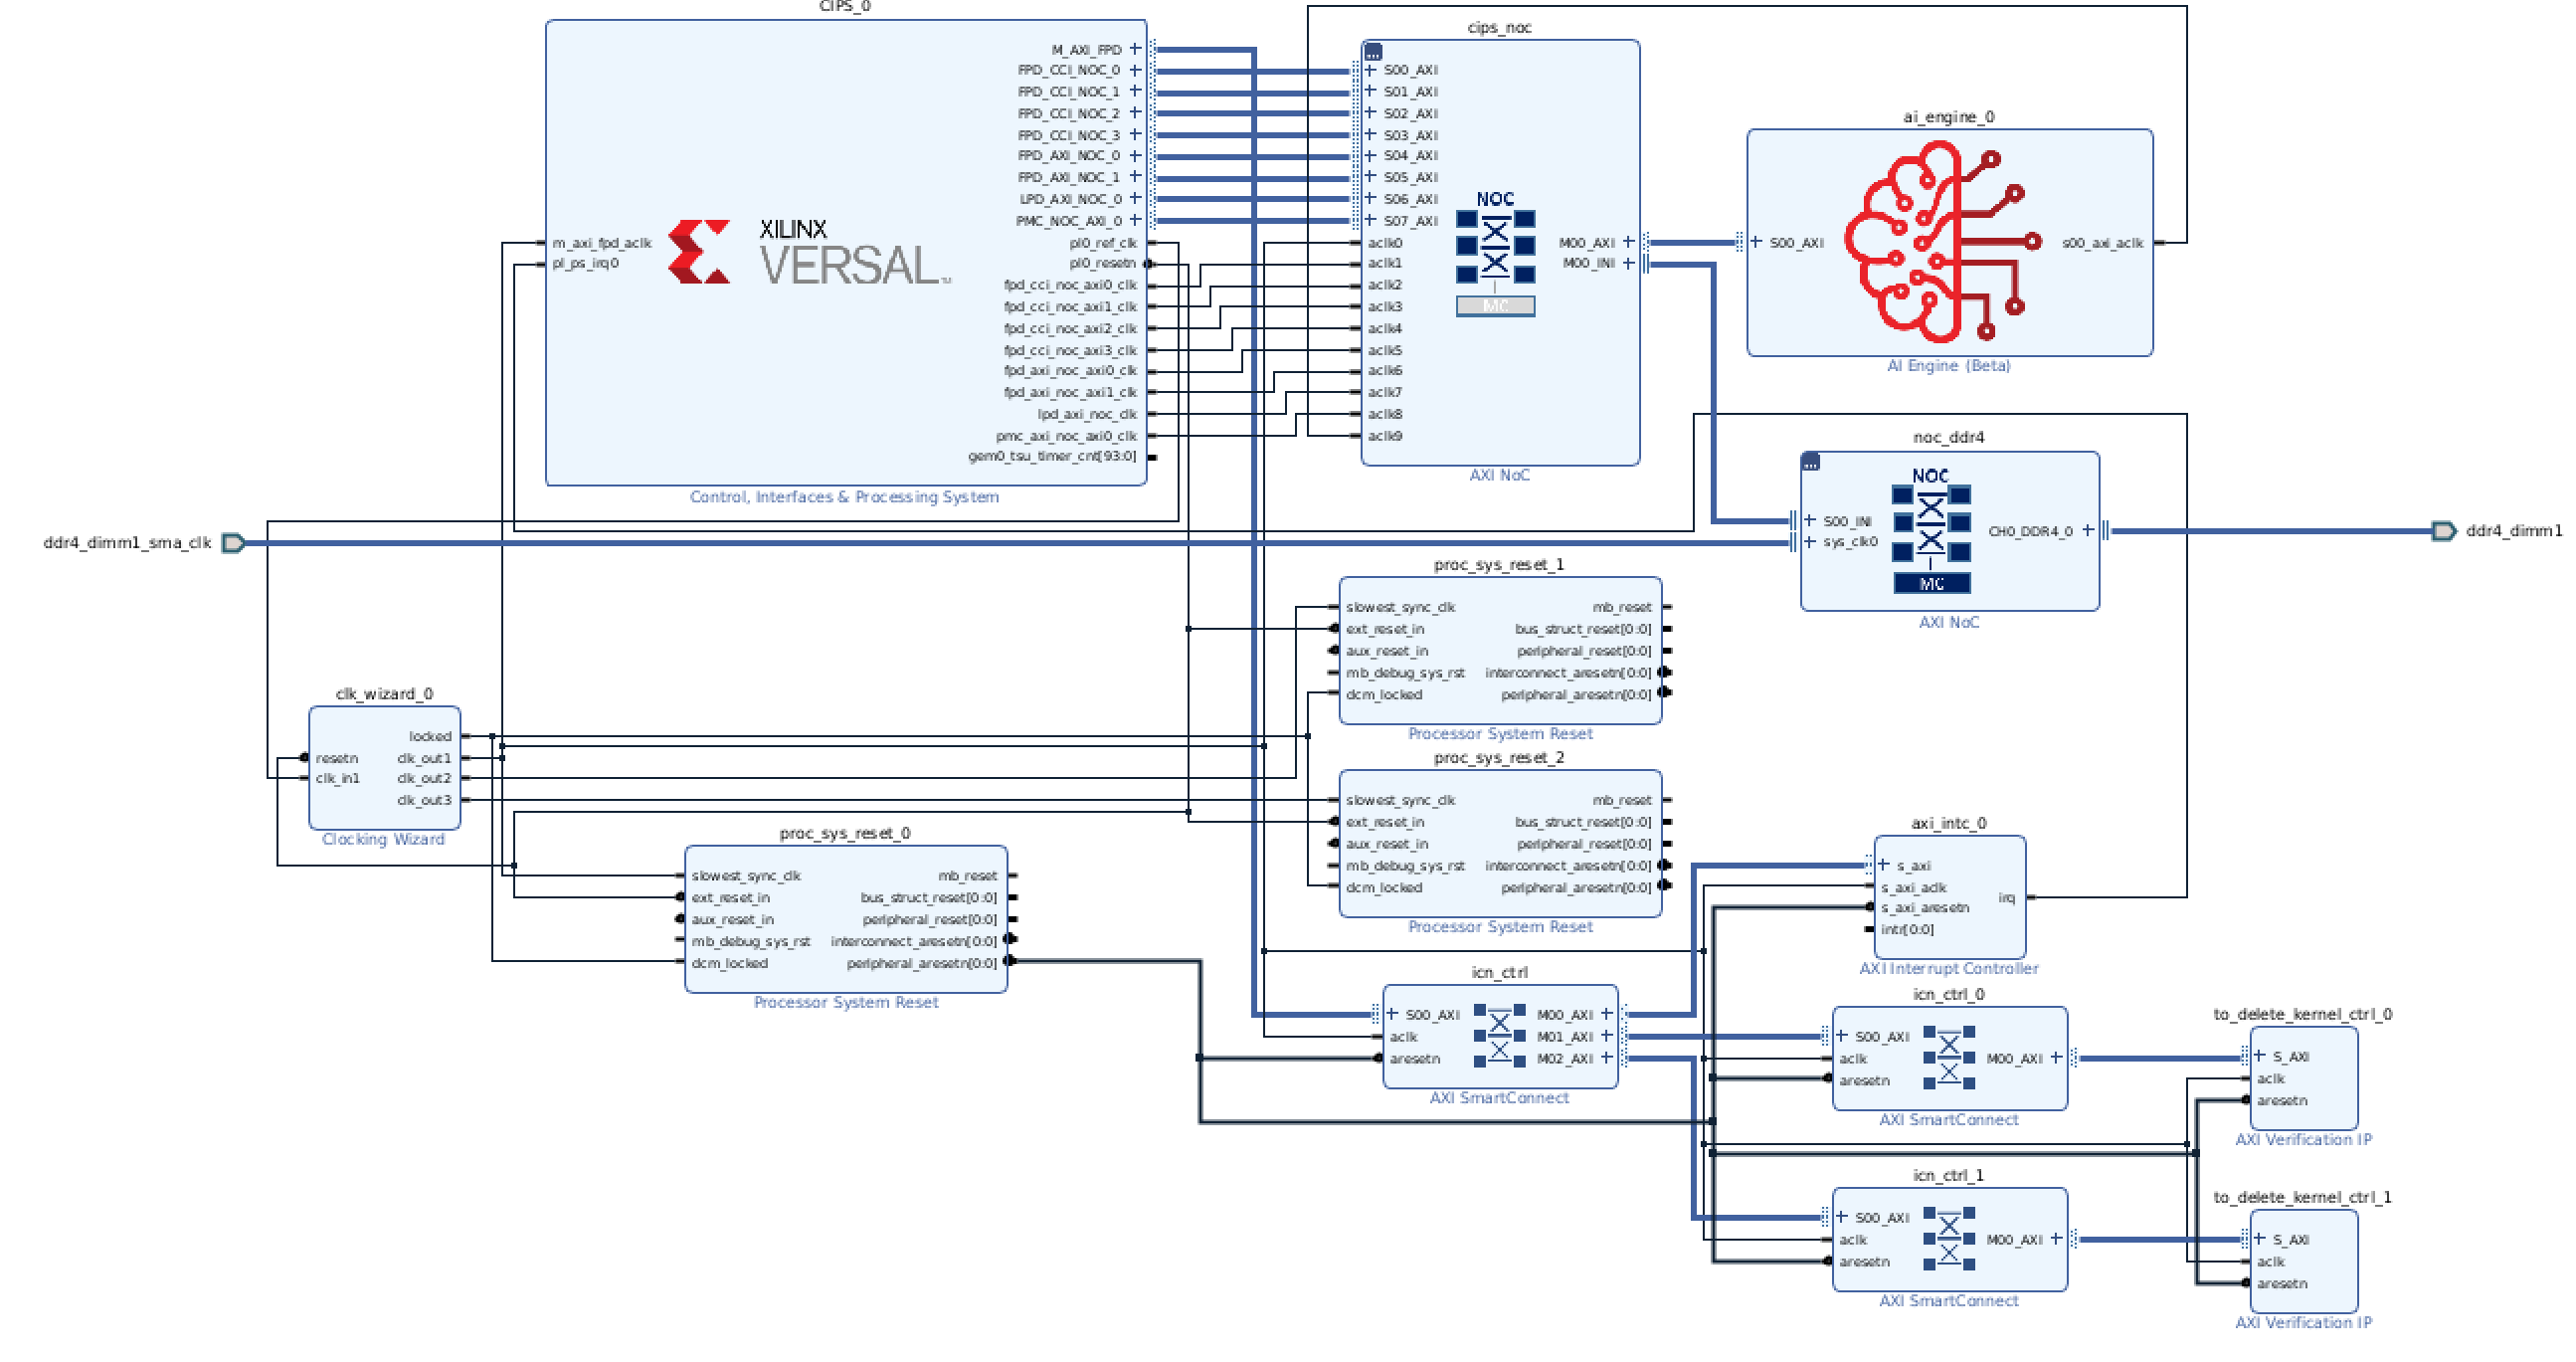 CIPS_0
M_AXI_FPD
FPD_CCI_NOC_0
FPD_CCI_NOC_1
FPD_CCI_NOC_2
FPD_CCI_NOC_3
FPD_AXI_NOC_0
FPD_AXI_NOC_1
LPD_AXI_NOC_0
PMC_NOC_AXI_0
m_axi_fpd_aclk
pl_ps_irq0
XILINX
VERSAL™
pl0_ref_clk
pl0_resetn
fpd_cci_noc_axi0_clk
fpd_cci_noc_axi1_clk
fpd_cci_noc_axi2_clk
fpd_cci_noc_axi3_clk
fpd_axi_noc_axi0_clk
fpd_axi_noc_axi1_clk
lpd_axi_noc_clk
pmc_axi_noc_axi0_clk
gem0_tsu_timer_cnt[93:0]
Control, Interfaces & Processing System
cips_noc
S00_AXI
S01_AXI
S02_AXI
S03_AXI
S04_AXI
S05_AXI
S06_AXI
S07_AXI
aclk0
aclk1
aclk2
aclk3
aclk4
aclk5
aclk6
aclk7
aclk8
aclk9
NOC
MC
M00_AXI
M00_INI
AXI NoC
ai_engine_0
S00_AXI
s00_axi_aclk
AI Engine (Beta)
noc_ddr4
NOC
S00_INI
sys_clk0
CH0_DDR4_0
MC
AXI NoC
ddr4_dimm1_sma_clk
ddr4_dimm1
proc_sys_reset_1
slowest_sync_clk
ext_reset_in
aux_reset_in
mb_debug_sys_rst
dcm_locked
mb_reset
bus_struct_reset[0:0]
peripheral_reset[0:0]
interconnect_aresetn[0:0]
peripheral_aresetn[0:0]
Processor System Reset
clk_wizard_0
resetn
clk_in1
locked
clk_out1
clk_out2
clk_out3
Clocking Wizard
proc_sys_reset_2
slowest_sync_clk
ext_reset_in
aux_reset_in
mb_debug_sys_rst
dcm_locked
mb_reset
bus_struct_reset[0:0]
peripheral_reset[0:0]
interconnect_aresetn[0:0]
peripheral_aresetn[0:0]
Processor System Reset
proc_sys_reset_0
slowest_sync_clk
ext_reset_in
aux_reset_in
mb_debug_sys_rst
dcm_locked
mb_reset
bus_struct_reset[0:0]
peripheral_reset[0:0]
interconnect_aresetn[0:0]
peripheral_aresetn[0:0]
Processor System Reset
axi_intc_0
s_axi
s_axi_aclk
s_axi_aresetn
intr[0:0]
irq
AXI Interrupt Controller
icn_ctrl
S00_AXI
aclk
aresetn
M00_AXI
M01_AXI
M02_AXI
AXI SmartConnect
icn_ctrl_0
S00_AXI
aclk
aresetn
M00_AXI
AXI SmartConnect
to_delete_kernel_ctrl_0
S_AXI
aclk
aresetn
AXI Verification IP
icn_ctrl_1
S00_AXI
aclk
aresetn
M00_AXI
AXI SmartConnect
to_delete_kernel_ctrl_1
S_AXI
aclk
aresetn
AXI Verification IP